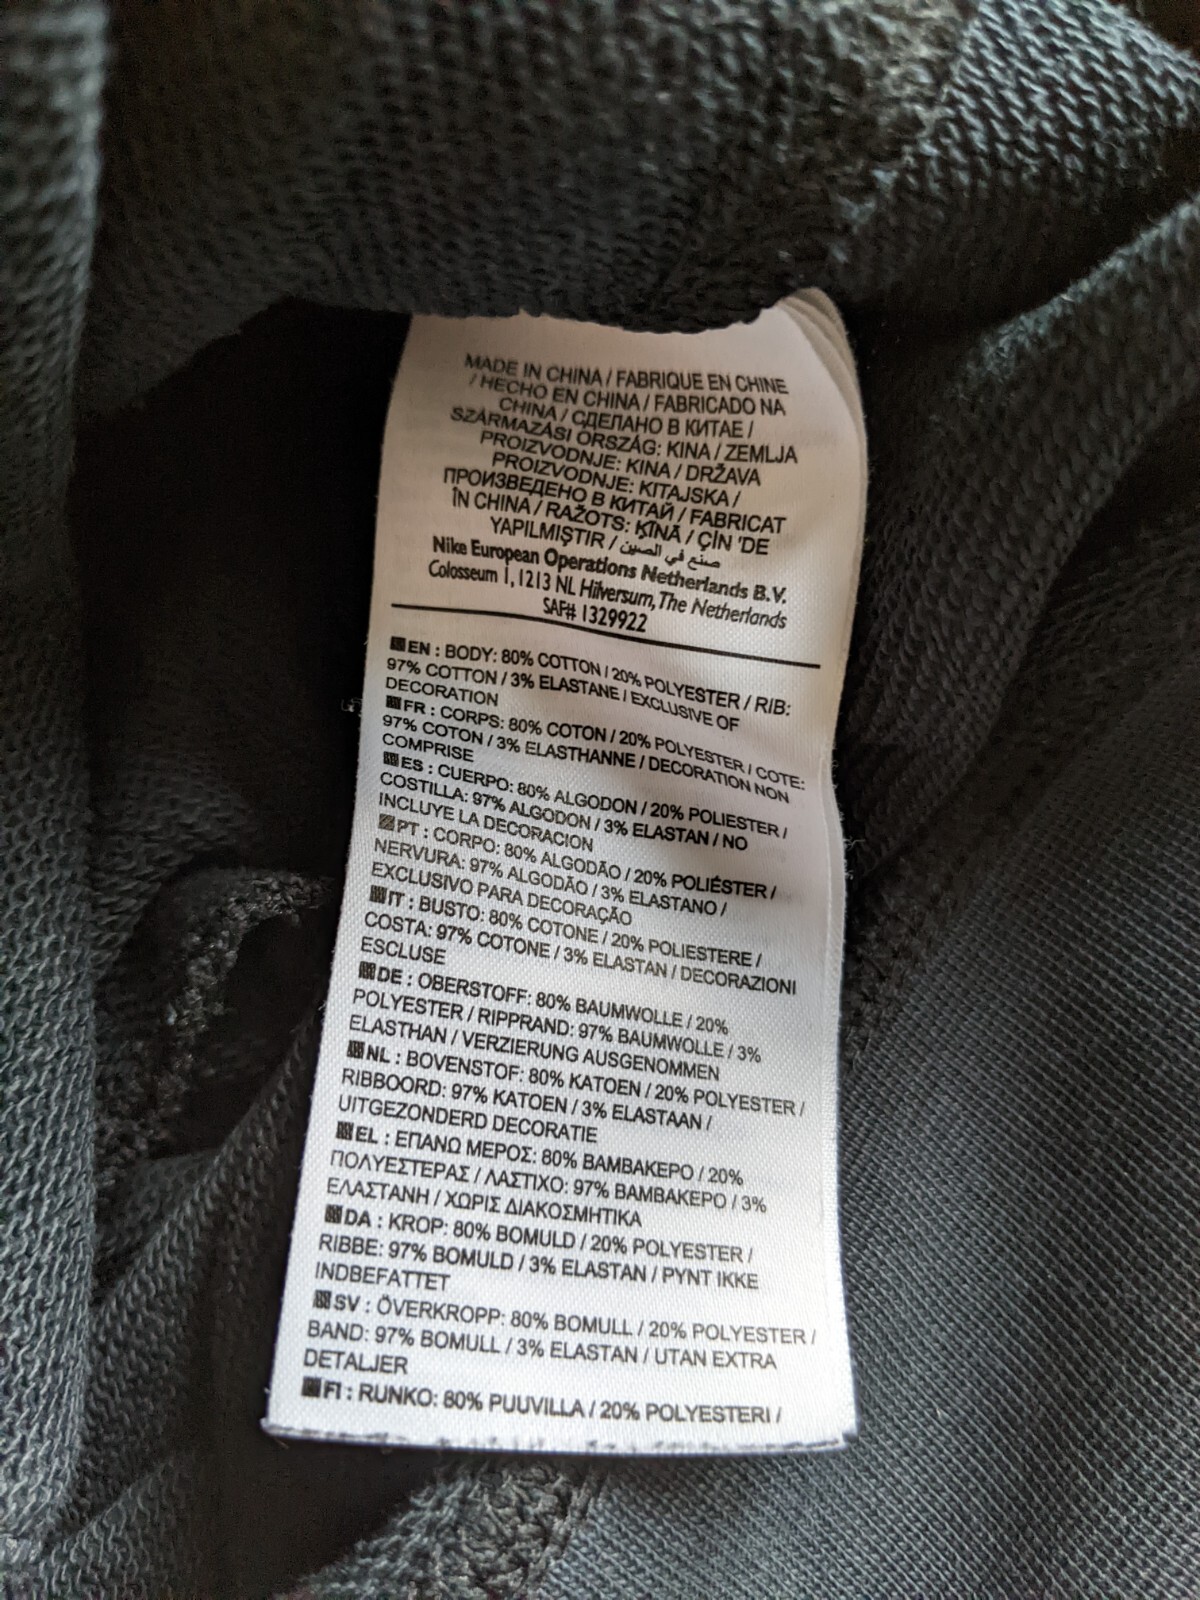 MADE IN CHINA / FABRIQUE EN CHINE
/ HECHO EN CHINA / FABRICADO NA
CHINA / СДЕЛАНО В КИТАЕ /
SZÁRMAZÁSI ORSZÁG: KINA / ZEMLJA
PROIZVODNJE: KINA / DRŽAVA
PROIZVODNJE: KITAJSKA /
ПРОИЗВЕДЕНО В КИТАЙ / FABRICAT
ÎN CHINA / RAŽOTS: ĶĪNĀ / ÇİN 'DE
YAPILMIŞTIR / صنع في الصين
Nike European Operations Netherlands B.V.
Colosseum 1, 1213 NL Hilversum, The Netherlands
SAF# 1329922
EN : BODY: 80% COTTON / 20% POLYESTER / RIB:
97% COTTON / 3% ELASTANE / EXCLUSIVE OF
DECORATION
FR : CORPS: 80% COTON / 20% POLYESTER / COTE:
97% COTON / 3% ELASTHANNE / DECORATION NON
COMPRISE
ES : CUERPO: 80% ALGODON / 20% POLIESTER /
COSTILLA: 97% ALGODON / 3% ELASTAN / NO
INCLUYE LA DECORACION
PT : CORPO: 80% ALGODÃO / 20% POLIÉSTER /
NERVURA: 97% ALGODÃO / 3% ELASTANO /
EXCLUSIVO PARA DECORAÇÃO
IT : BUSTO: 80% COTONE / 20% POLIESTERE /
COSTA: 97% COTONE / 3% ELASTAN / DECORAZIONI
ESCLUSE
DE : OBERSTOFF: 80% BAUMWOLLE / 20%
POLYESTER / RIPPRAND: 97% BAUMWOLLE / 3%
ELASTHAN / VERZIERUNG AUSGENOMMEN
NL : BOVENSTOF: 80% KATOEN / 20% POLYESTER /
RIBBOORD: 97% KATOEN / 3% ELASTAAN /
UITGEZONDERD DECORATIE
EL : ΕΠΑΝΩ ΜΕΡΟΣ: 80% ΒΑΜΒΑΚΕΡΟ / 20%
ΠΟΛΥΕΣΤΕΡΑΣ / ΛΑΣΤΙΧΟ: 97% ΒΑΜΒΑΚΕΡΟ / 3%
ΕΛΑΣΤΑΝΗ / ΧΩΡΙΣ ΔΙΑΚΟΣΜΗΤΙΚΑ
DA : KROP: 80% BOMULD / 20% POLYESTER /
RIBBE: 97% BOMULD / 3% ELASTAN / PYNT IKKE
INDBEFATTET
SV : ÖVERKROPP: 80% BOMULL / 20% POLYESTER /
BAND: 97% BOMULL / 3% ELASTAN / UTAN EXTRA
DETALJER
FI : RUNKO: 80% PUUVILLA / 20% POLYESTERI /